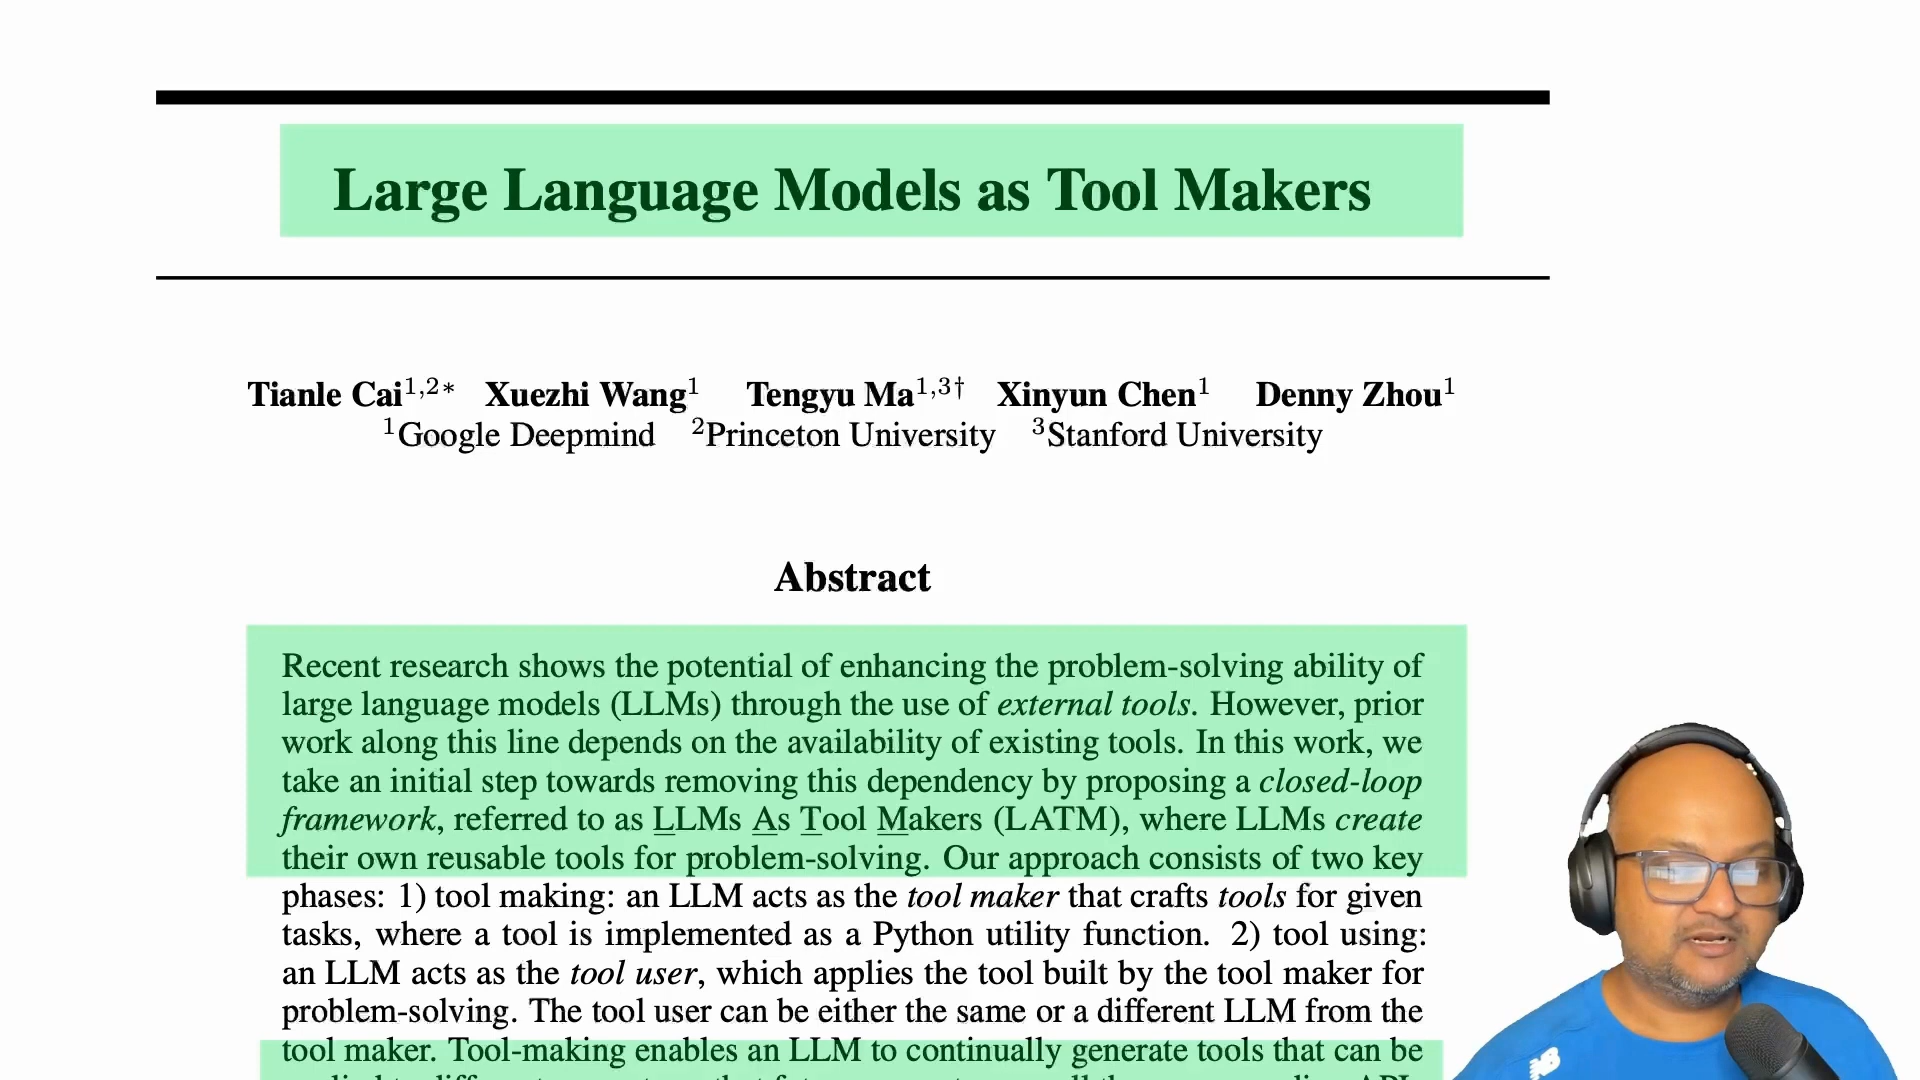 Large Language Models as Tool Makers
Tianle Cai1,2* Xuezhi Wang1 Tengyu Ma1,3† Xinyun Chen1 Denny Zhou1
1Google Deepmind 2Princeton University 3Stanford University
Abstract
Recent research shows the potential of enhancing the problem-solving ability of
large language models (LLMs) through the use of external tools. However, prior
work along this line depends on the availability of existing tools. In this work, we
take an initial step towards removing this dependency by proposing a closed-loop
framework, referred to as LLMs As Tool Makers (LATM), where LLMs create
their own reusable tools for problem-solving. Our approach consists of two key
phases: 1) tool making: an LLM acts as the tool maker that crafts tools for given
tasks, where a tool is implemented as a Python utility function. 2) tool using:
an LLM acts as the tool user, which applies the tool built by the tool maker for
problem-solving. The tool user can be either the same or a different LLM from the
tool maker. Tool-making enables an LLM to continually generate tools that can be
NB